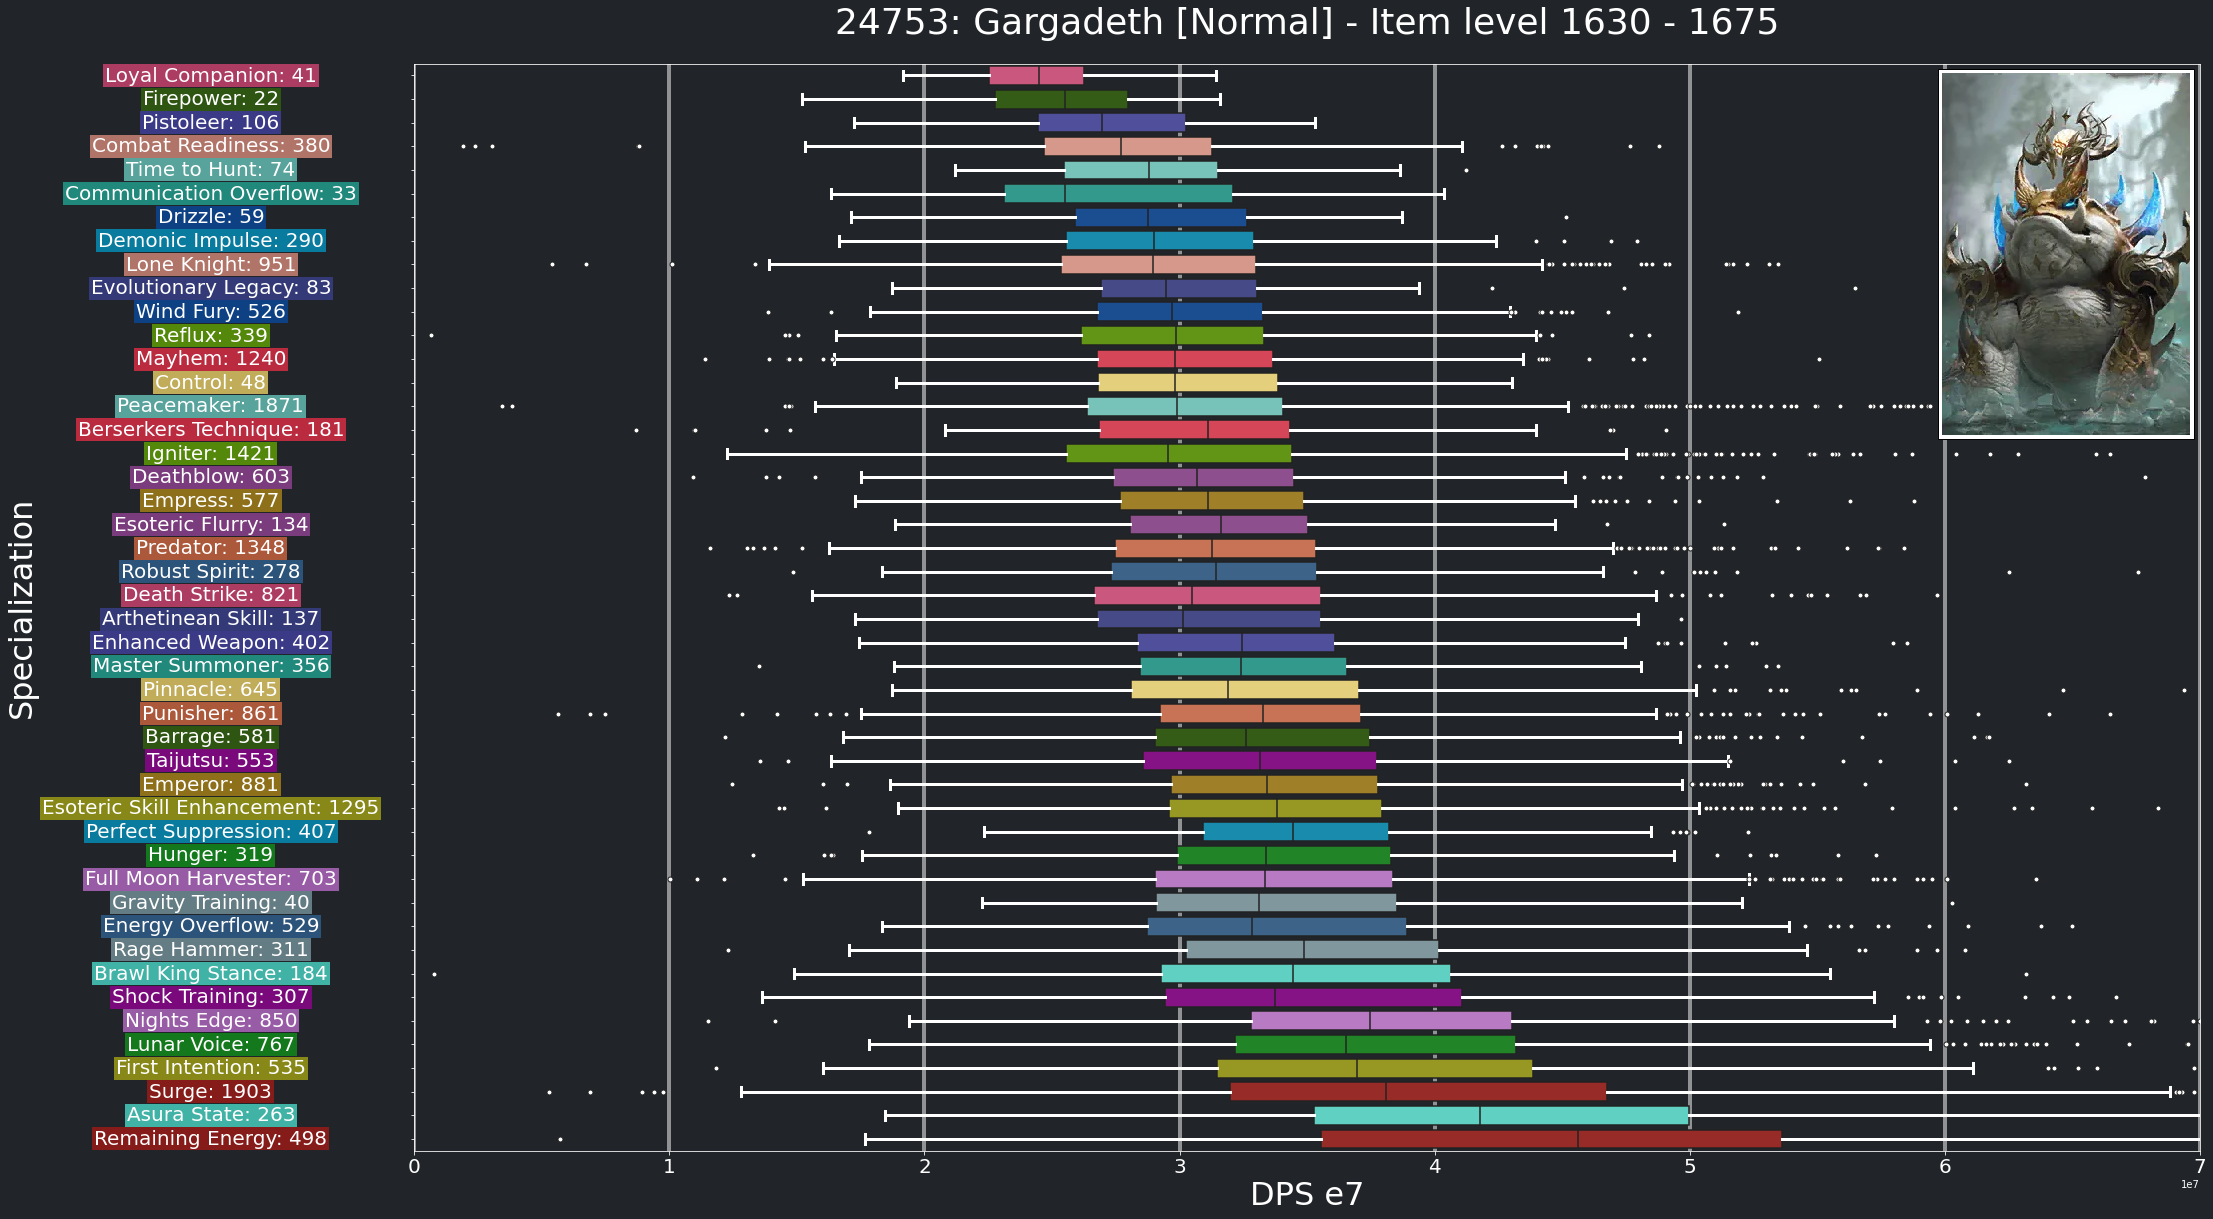 24753: Gargadeth [Normal] - Item level 1630 - 1675
Specialization
Loyal Companion: 41
Firepower: 22
Pistoleer: 106
Combat Readiness: 380
Time to Hunt: 74
Communication Overflow: 33
Drizzle: 59
Demonic Impulse: 290
Lone Knight: 951
Evolutionary Legacy: 83
Wind Fury: 526
Reflux: 339
Mayhem: 1240
Control: 48
Peacemaker: 1871
Berserkers Technique: 181
Igniter: 1421
Deathblow: 603
Empress: 577
Esoteric Flurry: 134
Predator: 1348
Robust Spirit: 278
Death Strike: 821
Arthetinean Skill: 137
Enhanced Weapon: 402
Master Summoner: 356
Pinnacle: 645
Punisher: 861
Barrage: 581
Taijutsu: 553
Emperor: 881
Esoteric Skill Enhancement: 1295
Perfect Suppression: 407
Hunger: 319
Full Moon Harvester: 703
Gravity Training: 40
Energy Overflow: 529
Rage Hammer: 311
Brawl King Stance: 184
Shock Training: 307
Nights Edge: 850
Lunar Voice: 767
First Intention: 535
Surge: 1903
Asura State: 263
Remaining Energy: 498
0 1 2 3 4 5 6 7
1e7
DPS e7